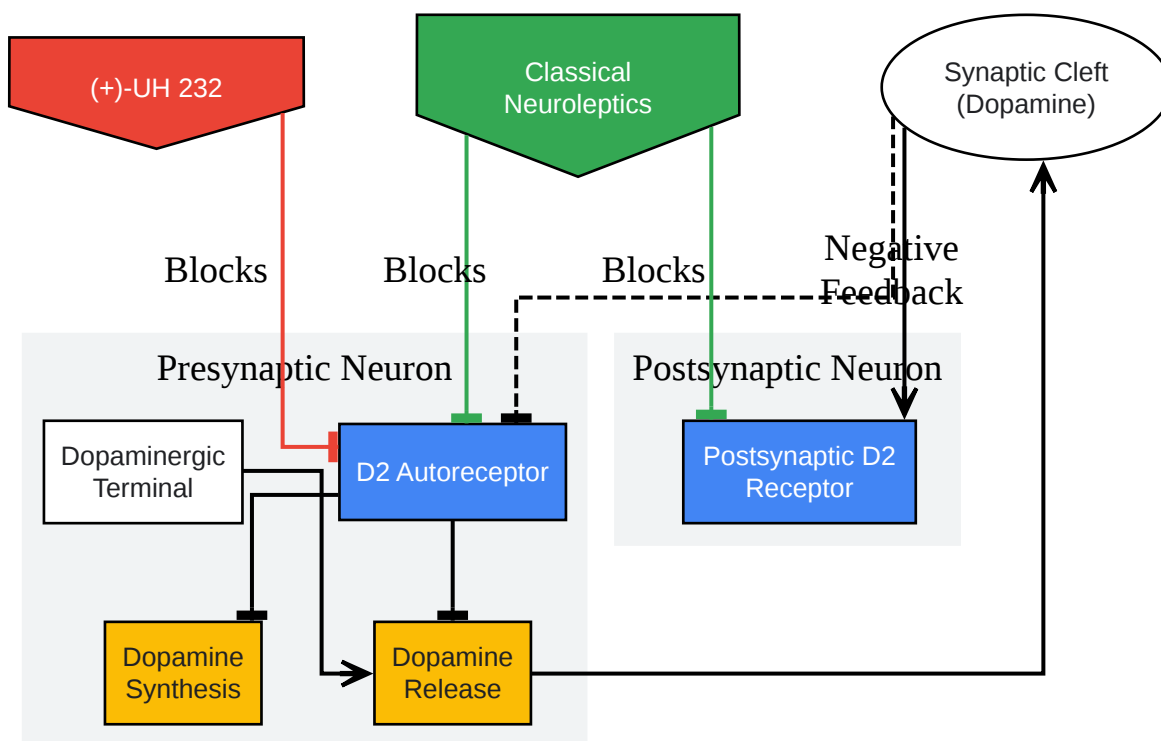 (+)-UH 232
Classical
Neuroleptics
Synaptic Cleft
(Dopamine)
Blocks
Blocks
Blocks
Negative
Feedback
Presynaptic Neuron
Postsynaptic Neuron
Dopaminergic
Terminal
D2 Autoreceptor
Postsynaptic D2
Receptor
Dopamine
Synthesis
Dopamine
Release